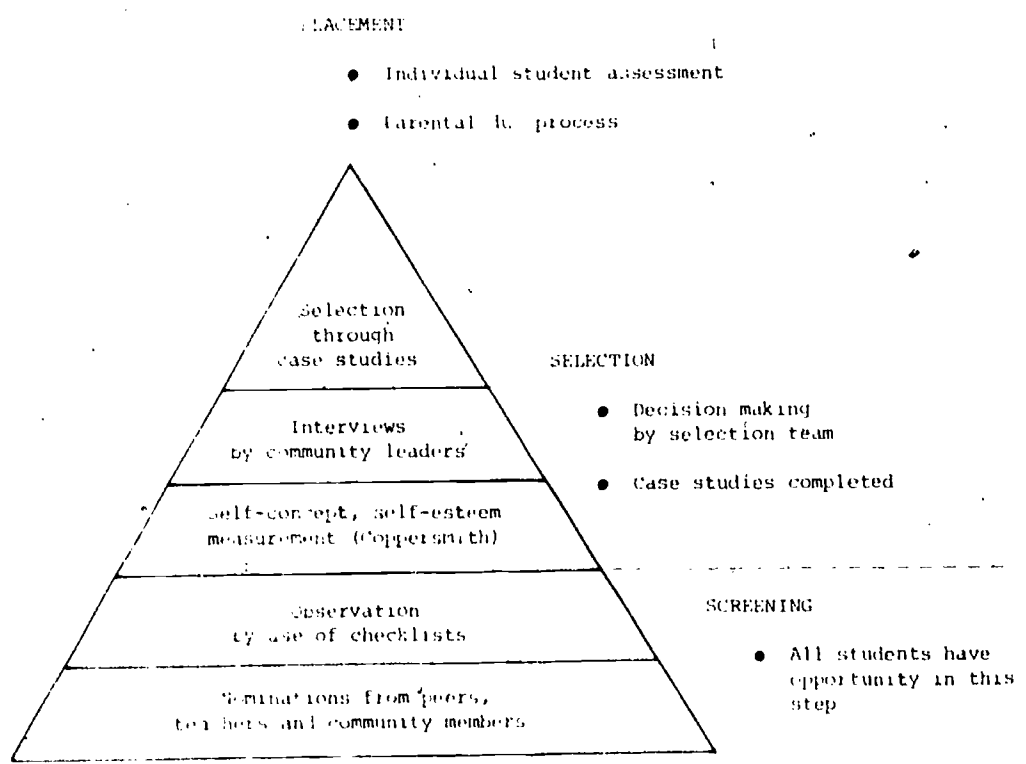 PLACEMENT
● Individual student assessment
● Parental due process
Selection
through
case studies
SELECTION
● Decision making
by selection team
● Case studies completed
Interviews
by community leaders
Self-concept, self-esteem
measurement (Coppersmith)
SCREENING
● All students have
opportunity in this
step
Observation
by use of checklists
Nominations from peers,
teachers and community members